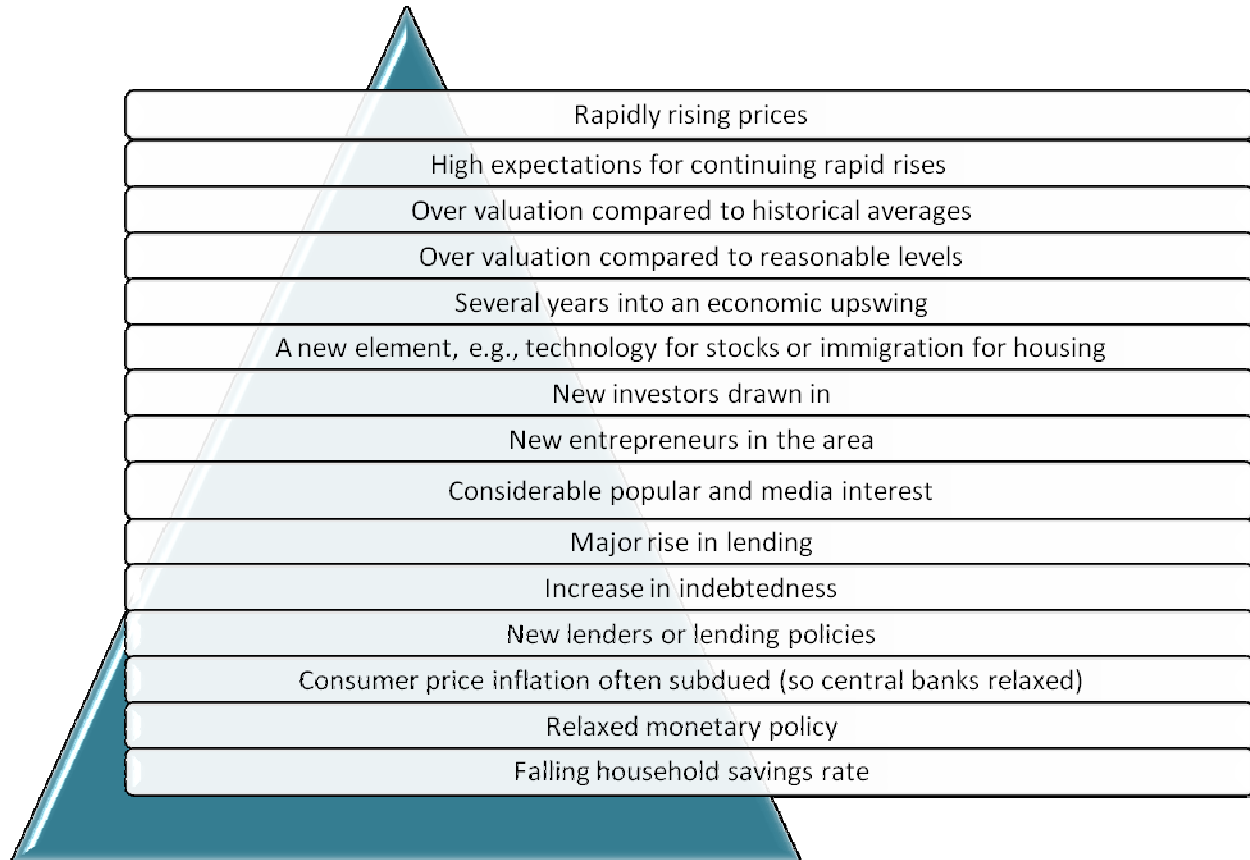 Rapidly rising prices
High expectations for continuing rapid rises
Over valuation compared to historical averages
Over valuation compared to reasonable levels
Several years into an economic upswing
A new element, e.g., technology for stocks or immigration for housing
New investors drawn in
New entrepreneurs in the area
Considerable popular and media interest
Major rise in lending
Increase in indebtedness
New lenders or lending policies
Consumer price inflation often subdued (so central banks relaxed)
Relaxed monetary policy
Falling household savings rate